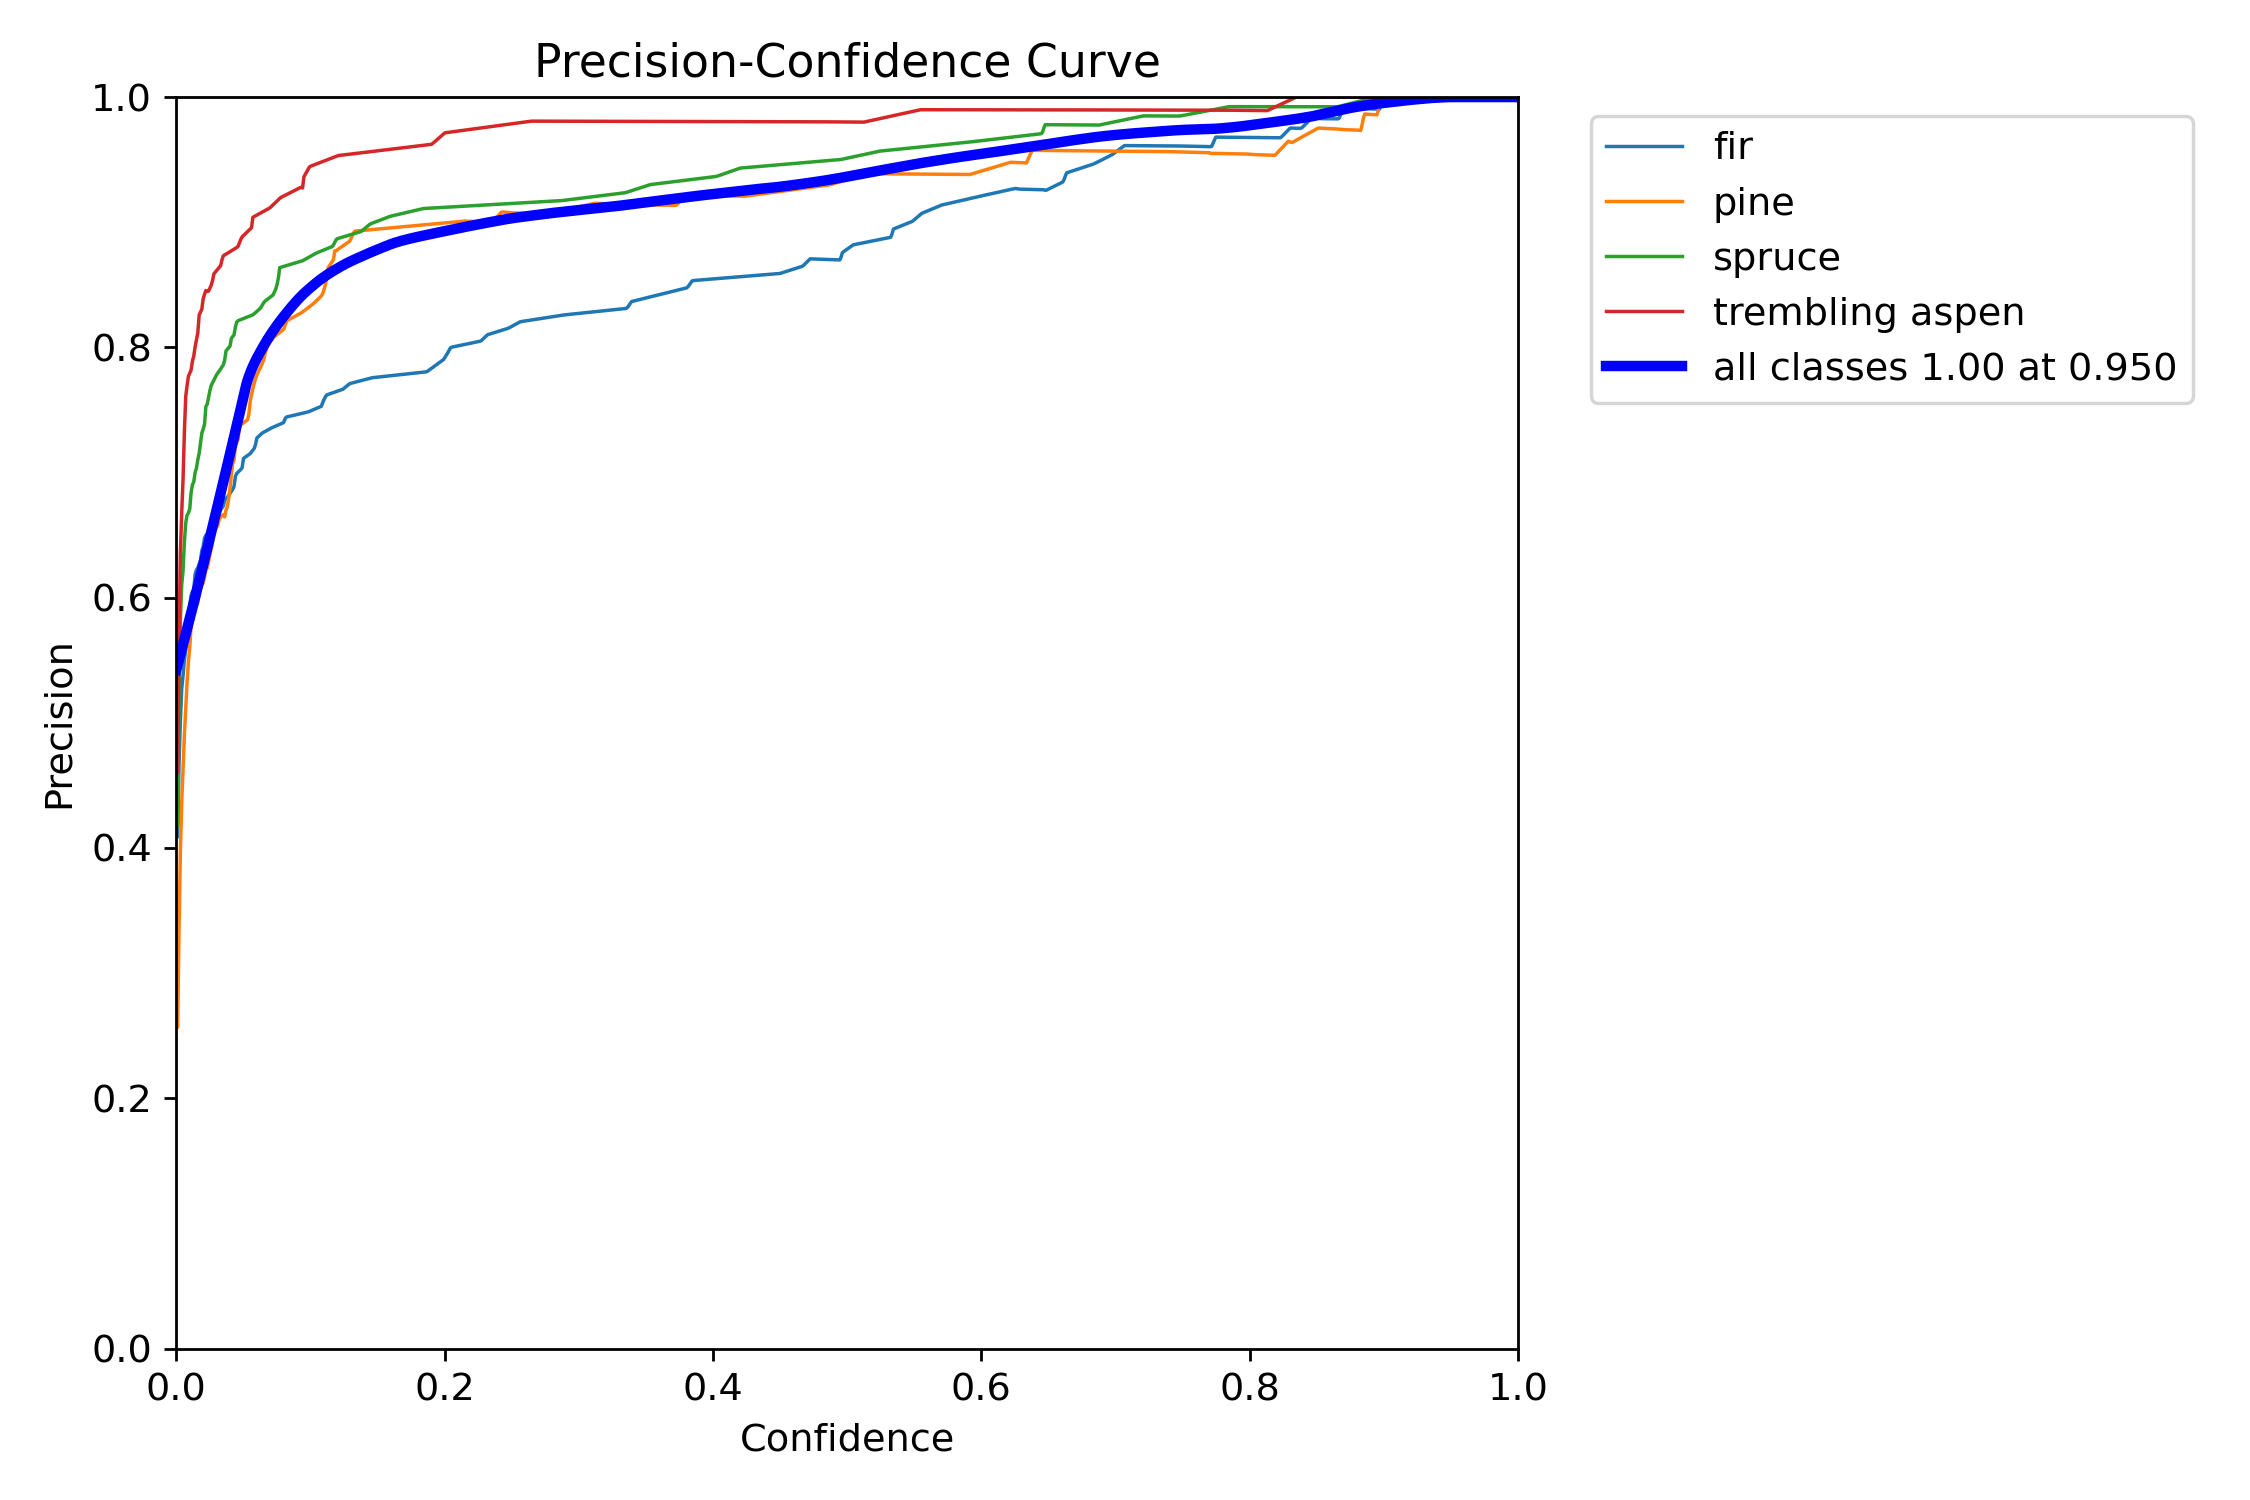 Precision-Confidence Curve
1.0
0.8
0.6
0.4
0.2
0.0
Precision
0.0 0.2 0.4 0.6 0.8 1.0
Confidence
fir
pine
spruce
trembling aspen
all classes 1.00 at 0.950